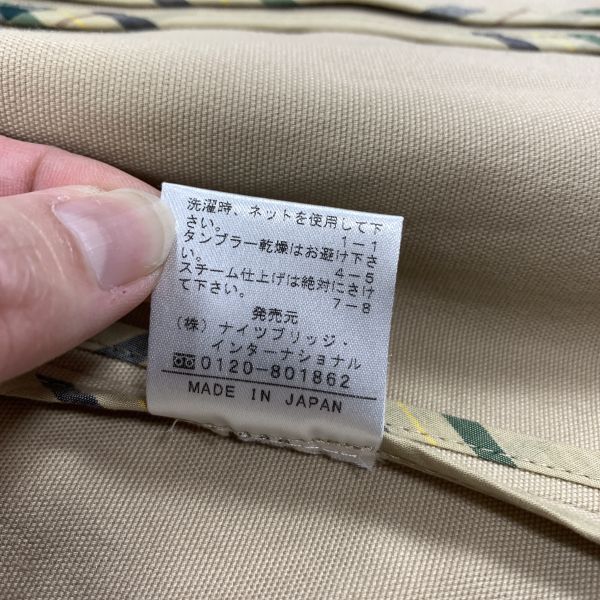 洗濯時、ネットを使用して下
さい。 1-1
タンブラー乾燥はお避け下さ
い。 4-5
スチーム仕上げは絶対にさけ
て下さい。 7-8
発売元
(株)ナイツブリッジ・
インターナショナル
0120-801862
MADE IN JAPAN